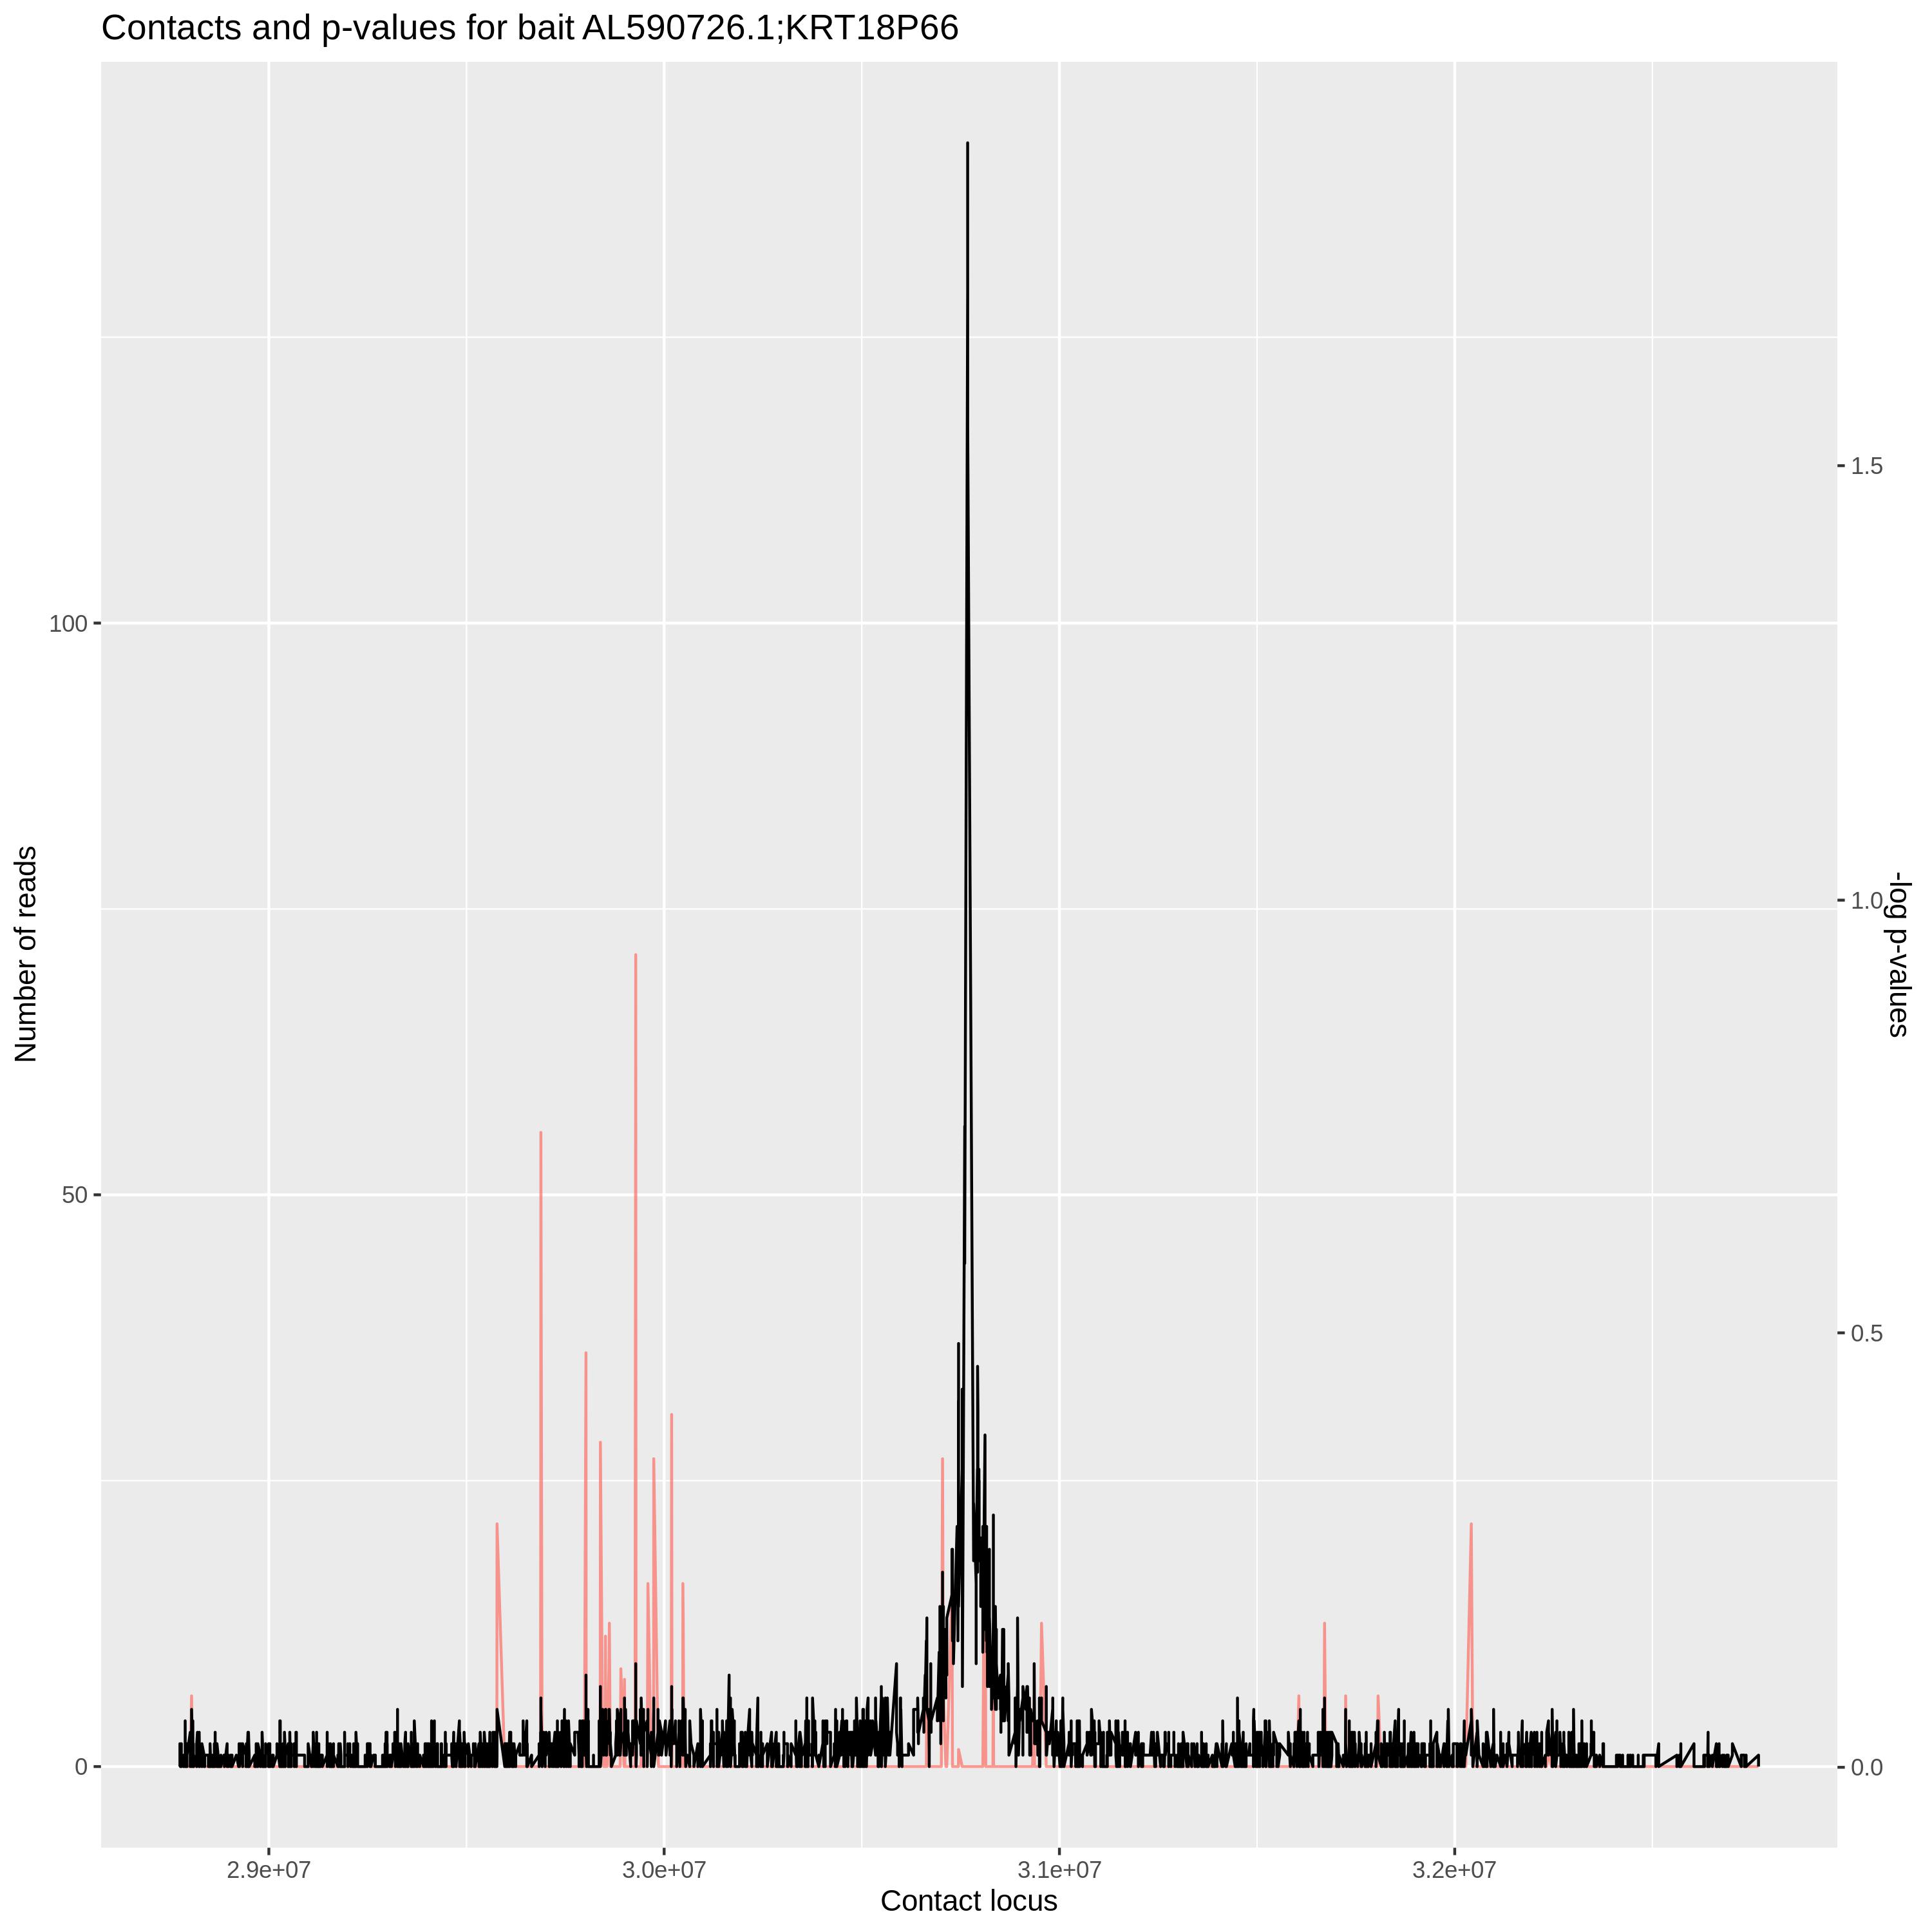 Contacts and p-values for bait AL590726.1;KRT18P66
Number of reads
100
50
0
1.5
1.0
0.5
0.0
-log p-values
2.9e+07 3.0e+07 3.1e+07 3.2e+07
Contact locus